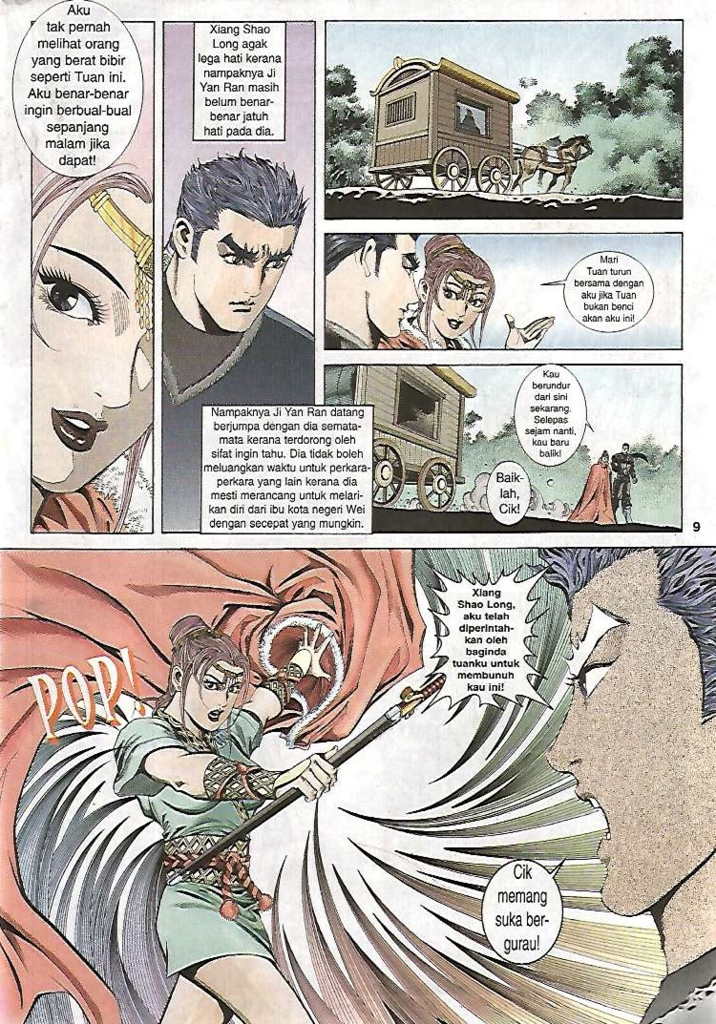 Aku
tak pernah
melihat orang
yang berat bibir
seperti Tuan ini.
Aku benar-benar
ingin berbual-bual
sepanjang
malam jika
dapat!
Xiang Shao
Long agak
lega hati kerana
nampaknya Ji
Yan Ran masih
belum benar-
benar jatuh
hati pada dia.
Mari
Tuan turun
bersama dengan
aku jika Tuan
bukan benci
akan aku ini!
Nampaknya Ji Yan Ran datang
berjumpa dengan dia semata-
mata kerana terdorong oleh
sifat ingin tahu. Dia tidak boleh
meluangkan waktu untuk perkara-
perkara yang lain kerana dia
mesti merancang untuk melari-
kan diri dari ibu kota negeri Wei
dengan secepat yang mungkin.
Kau
berundur
dari sini
sekarang.
Selepas
sejam nanti,
kau baru
balik!
Baik-
lah,
Cik!
9
POP!
Xiang
Shao Long,
aku telah
diperintah-
kan oleh
baginda
tuanku untuk
membunuh
kau ini!
Cik
memang
suka ber-
gurau!